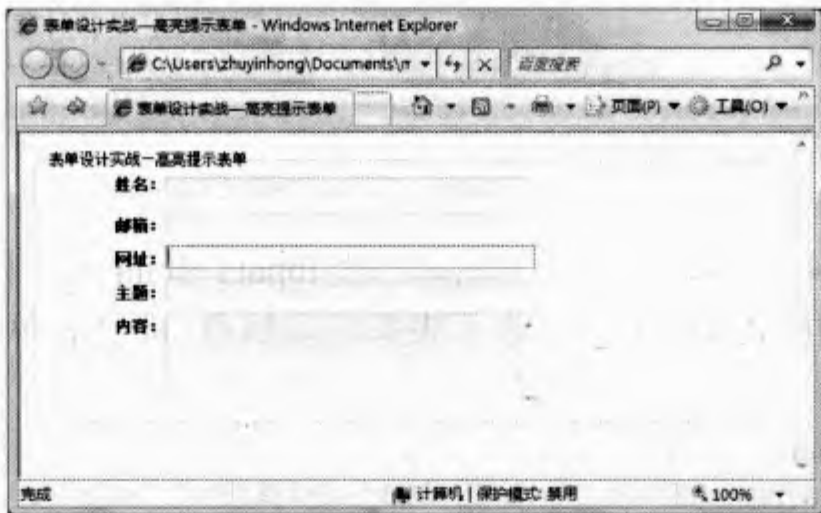 表单设计实战—高亮提示表单 - Windows Internet Explorer
C:\Users\zhuyinhong\Documents\m
百度搜索
表单设计实战—高亮提示表单
页面(P)
工具(O)
表单设计实战—高亮提示表单
姓名:
邮箱:
网址:
主题:
内容:
完成
计算机 | 保护模式: 禁用
100%